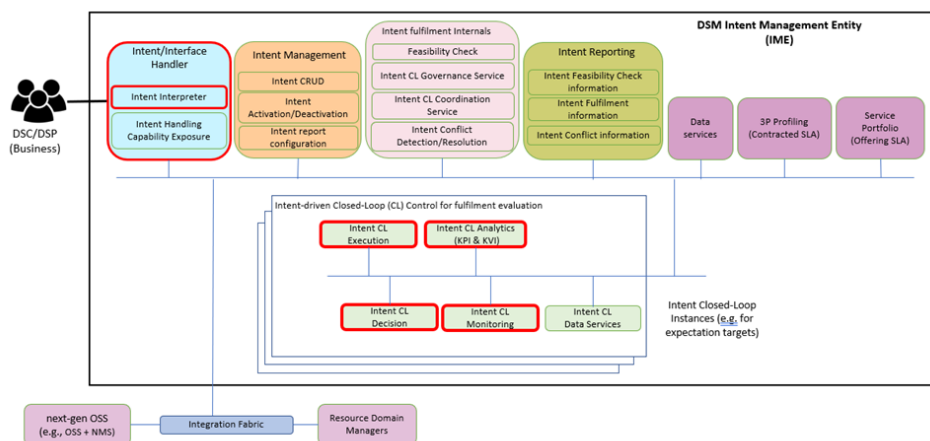 DSM Intent Management Entity
(IME)
Intent/Interface
Handler
Intent Interpreter
Intent Handling
Capability Exposure
Intent Management
Intent CRUD
Intent
Activation/Deactivation
Intent report
configuration
Intent fulfilment Internals
Feasibility Check
Intent CL Governance Service
Intent CL Coordination
Service
Intent Conflict
Detection/Resolution
Intent Reporting
Intent Feasibility Check
information
Intent Fulfilment
information
Intent Conflict information
Data
services
3P Profiling
(Contracted SLA)
Service
Portfolio
(Offering SLA)
DSC/DSP
(Business)
Intent-driven Closed-Loop (CL) Control for fulfilment evaluation
Intent CL
Execution
Intent CL Analytics
(KPI & KVI)
Intent CL
Decision
Intent CL
Monitoring
Intent CL
Data Services
Intent Closed-Loop
Instances (e.g. for
expectation targets)
next-gen OSS
(e.g., OSS + NMS)
Integration Fabric
Resource Domain
Managers